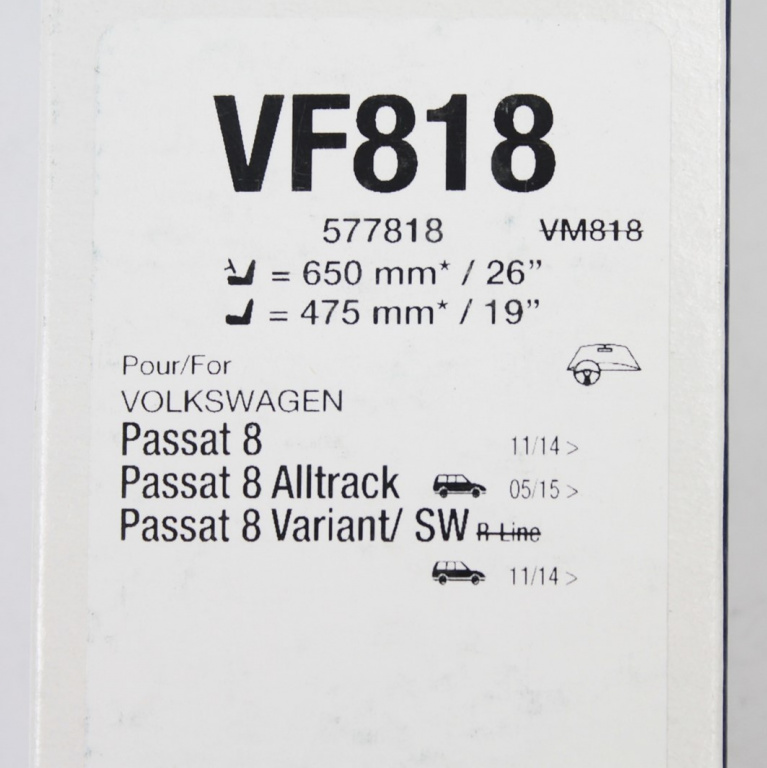 VF818
577818 VM818
= 650 mm* / 26”
= 475 mm* / 19”
Pour/For
VOLKSWAGEN
Passat 8 11/14 >
Passat 8 Alltrack 05/15 >
Passat 8 Variant/ SW R-Line
11/14 >